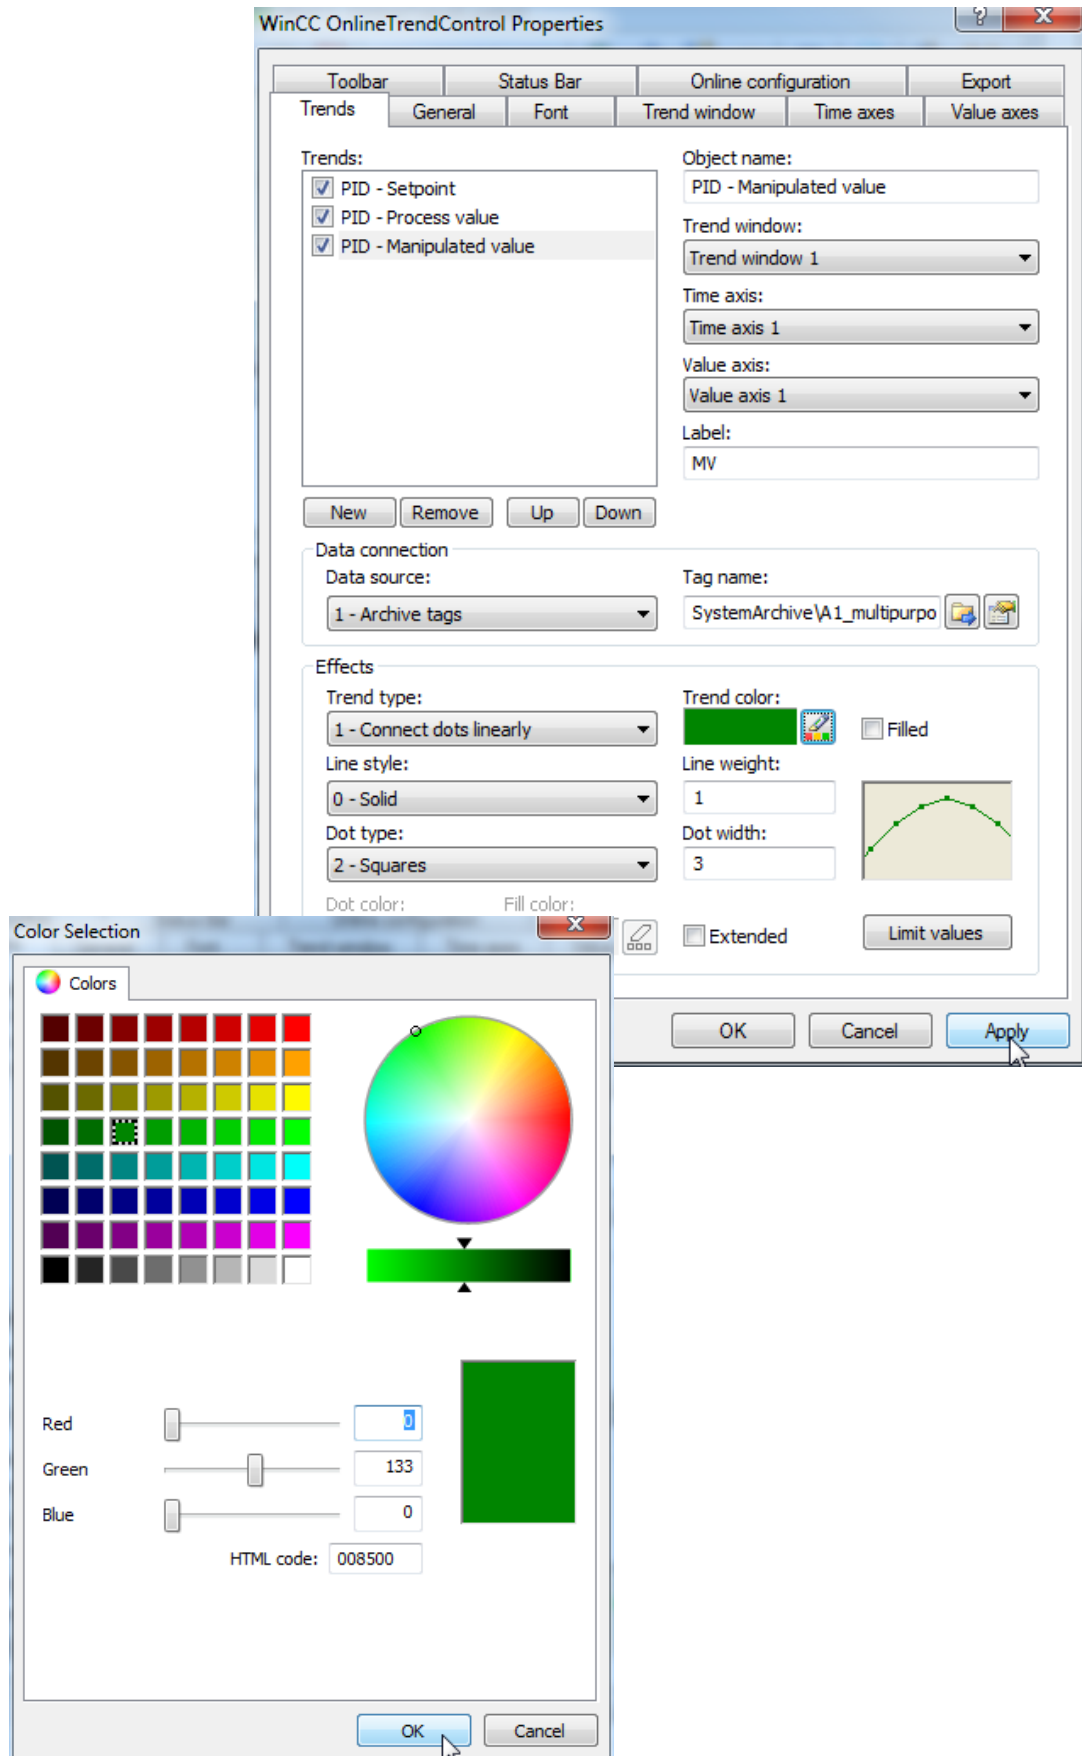 WinCC OnlineTrendControl Properties
?
X
Toolbar
Status Bar
Online configuration
Export
Trends
General
Font
Trend window
Time axes
Value axes
Trends:
PID - Setpoint
PID - Process value
PID - Manipulated value
Object name:
PID - Manipulated value
Trend window:
Trend window 1
Time axis:
Time axis 1
Value axis:
Value axis 1
Label:
MV
New
Remove
Up
Down
Data connection
Data source:
1 - Archive tags
Tag name:
SystemArchive\A1_multipurpo
Effects
Trend type:
1 - Connect dots linearly
Trend color:
Filled
Line style:
0 - Solid
Line weight:
1
Dot type:
2 - Squares
Dot width:
3
Dot color:
Fill color:
Extended
Limit values
OK
Cancel
Apply
Color Selection
X
Colors
Red
0
Green
133
Blue
0
HTML code: 008500
OK
Cancel